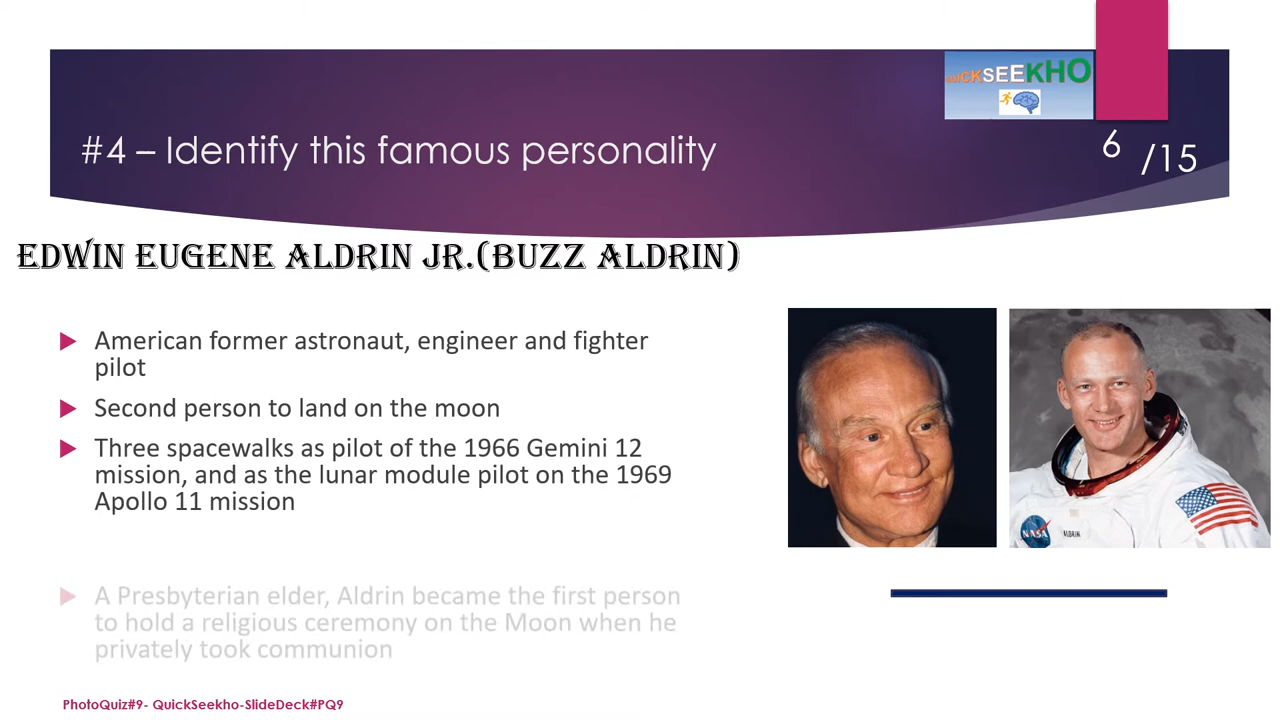 QUICKSEEKHO
#4 – Identify this famous personality
6 /15
EDWIN EUGENE ALDRIN JR.(BUZZ ALDRIN)
American former astronaut, engineer and fighter
pilot
Second person to land on the moon
Three spacewalks as pilot of the 1966 Gemini 12
mission, and as the lunar module pilot on the 1969
Apollo 11 mission
NASA
ALDRIN
A Presbyterian elder, Aldrin became the first person
to hold a religious ceremony on the Moon when he
privately took communion
PhotoQuiz#9- QuickSeekho-SlideDeck#PQ9